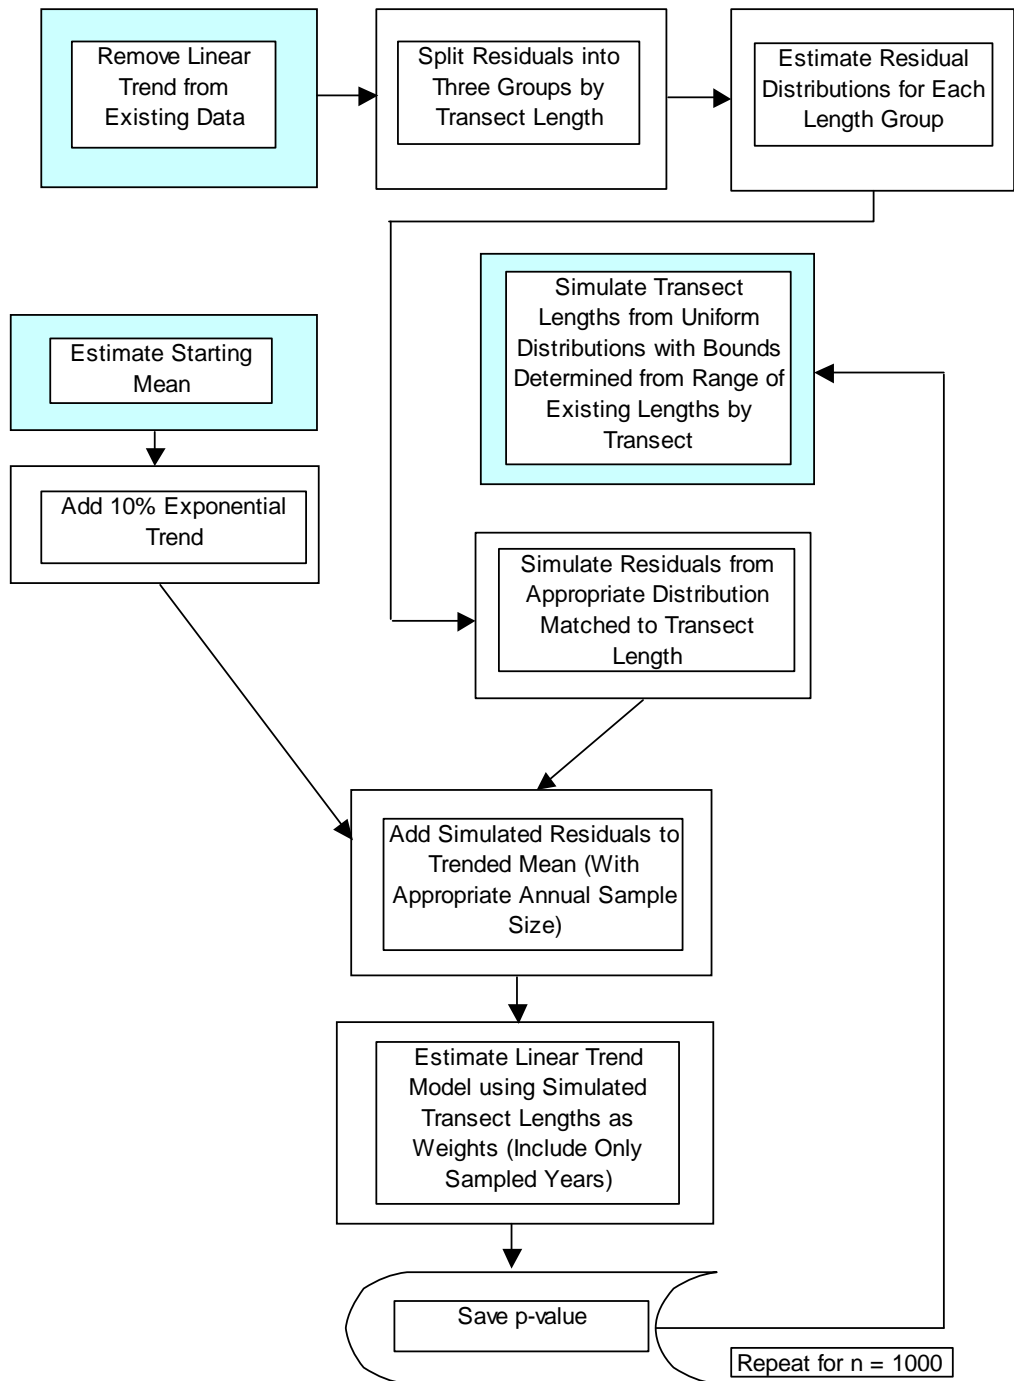 Remove Linear
Trend from
Existing Data
Split Residuals into
Three Groups by
Transect Length
Estimate Residual
Distributions for Each
Length Group
Simulate Transect
Lengths from Uniform
Distributions with Bounds
Determined from Range of
Existing Lengths by
Transect
Estimate Starting
Mean
Add 10% Exponential
Trend
Simulate Residuals from
Appropriate Distribution
Matched to Transect
Length
Add Simulated Residuals to
Trended Mean (With
Appropriate Annual Sample
Size)
Estimate Linear Trend
Model using Simulated
Transect Lengths as
Weights (Include Only
Sampled Years)
Save p-value
Repeat for n = 1000